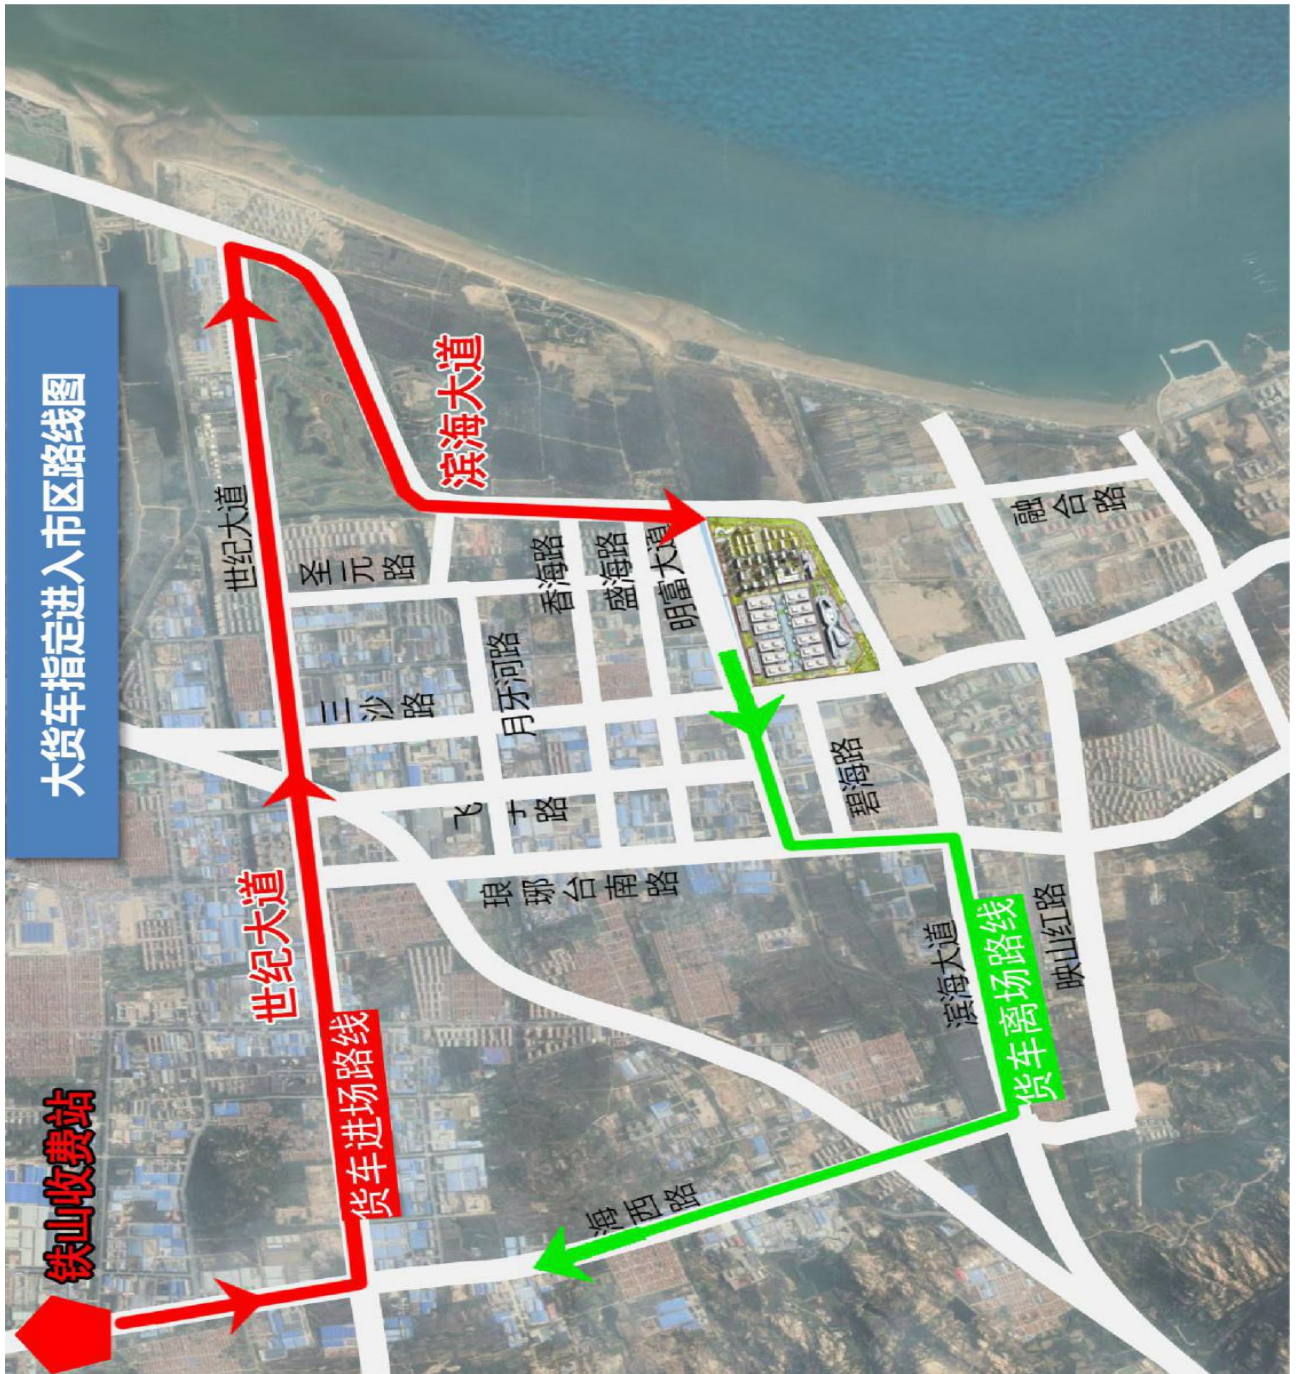 大货车指定进入市区路线图
铁山收费站
世纪大道
货车进场路线
世纪大道
滨海大道
圣元路
三沙路
月牙河路
香海路
盛海路
明富大道
琅琊台南路
碧海路
融合路
滨海大道
货车离场路线
映山红路
海西路